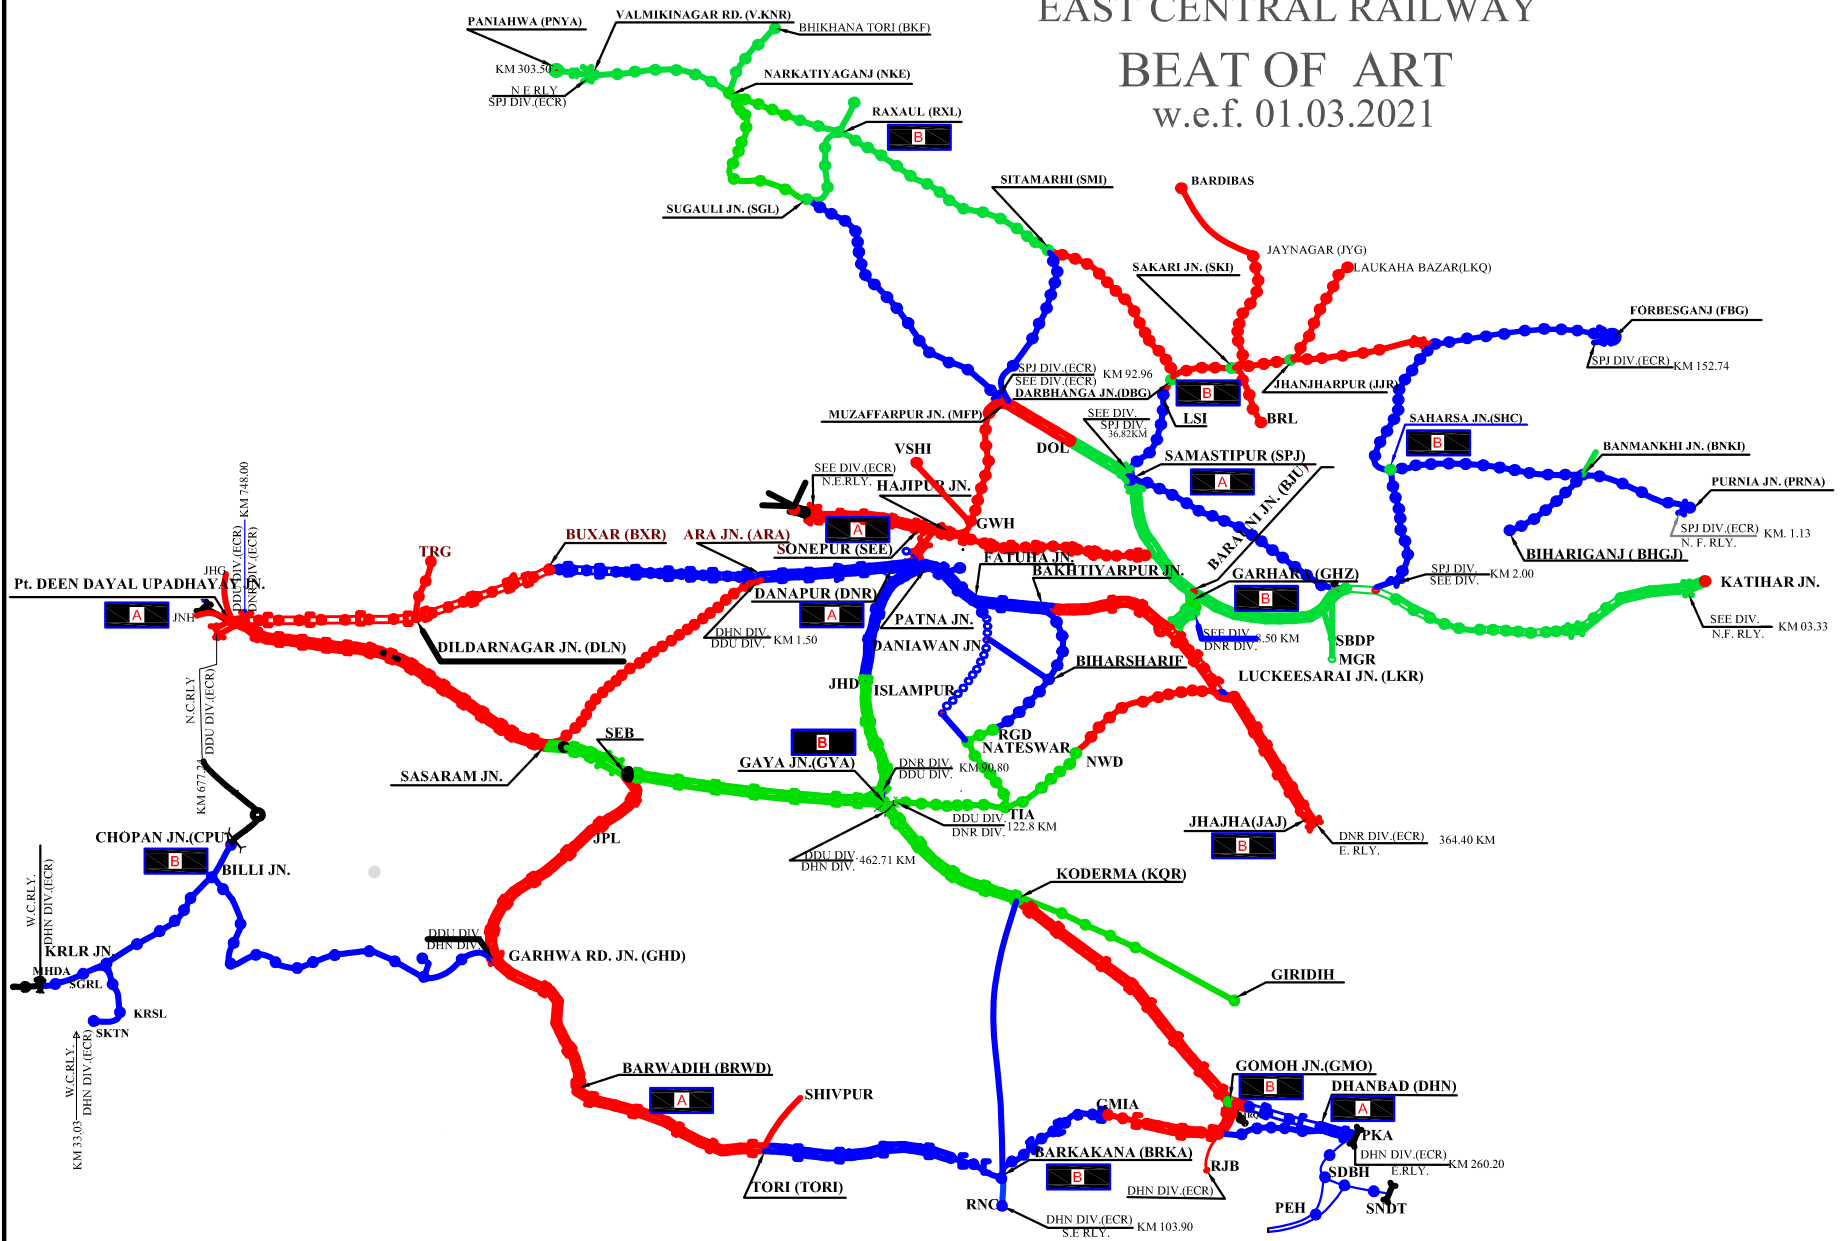 EAST CENTRAL RAILWAY
BEAT OF ART
w.e.f. 01.03.2021
PANIAHWA (PNYA)
VALMIKINAGAR RD. (V.KNR)
BHIKHANA TORI (BKF)
KM 303.50
N E RLY
SPJ DIV.(ECR)
NARKATIYAGANJ (NKE)
RAXAUL (RXL)
B
SUGAULI JN. (SGL)
SITAMARHI (SMI)
BARDIBAS
JAYNAGAR (JYG)
SAKARI JN. (SKI)
LAUKAHA BAZAR(LKQ)
FORBESGANJ (FBG)
SPJ DIV.(ECR)
KM 152.74
SPJ DIV.(ECR)
SEE DIV.(ECR)
KM 92.96
DARBHANGA JN.(DBG)
B
JHANJHARPUR (JJR)
MUZAFFARPUR JN. (MFP)
SEE DIV.
SPJ DIV.
36.82KM
LSI
BRL
SAHARSA JN.(SHC)
B
BANMANKHI JN. (BNKI)
VSHI
DOL
SAMASTIPUR (SPJ)
A
BARAUNI JN. (BJU)
PURNIA JN. (PRNA)
SPJ DIV.(ECR)
N. F. RLY.
KM. 1.13
BIHARIGANJ ( BHGJ)
SEE DIV.(ECR)
N.E.RLY.
HAJIPUR JN.
A
GWH
KM 748.00
DDU DIV.(ECR)
DNR DIV.(ECR)
BUXAR (BXR)
ARA JN. (ARA)
SONEPUR (SEE)
FATUHA JN.
BAKHTIYARPUR JN.
GARHARA (GHZ)
B
SPJ DIV.
SEE DIV.
KM 2.00
KATIHAR JN.
TRG
JHG
Pt. DEEN DAYAL UPADHAYAY JN.
A
JNH
DANAPUR (DNR)
A
PATNA JN.
DHN DIV.
DDU DIV.
KM 1.50
DILDARNAGAR JN. (DLN)
DANIAWAN JN
BIHARSHARIF
SEE DIV.
DNR DIV.
8.50 KM
SBDP
MGR
SEE DIV.
N.F. RLY.
KM 03.33
LUCKEESARAI JN. (LKR)
JHD
ISLAMPUR
N.C.RLY
DDU DIV.(ECR)
KM 677.24
SEB
B
RGD
NATESWAR
NWD
SASARAM JN.
GAYA JN.(GYA)
DNR DIV.
DDU DIV.
KM 90.80
TIA
DDU DIV.
DNR DIV.
122.8 KM
JHAJHA(JAJ)
B
DNR DIV.(ECR)
E. RLY.
364.40 KM
CHOPAN JN.(CPU)
B
BILLI JN.
JPL
DDU DIV.
DHN DIV.
462.71 KM
KODERMA (KQR)
W.C.RLY.
DHN DIV.(ECR)
DDU DIV.
DHN DIV.
GARHWA RD. JN. (GHD)
KRLR JN.
MHDA
SGRL
KRSL
SKTN
GIRIDIH
W.C.RLY.
DHN DIV.(ECR)
KM 33.03
BARWADIH (BRWD)
A
SHIVPUR
GOMOH JN.(GMO)
B
DHANBAD (DHN)
A
GMIA
PKA
DHN DIV.(ECR)
E.RLY.
KM 260.20
BARKAKANA (BRKA)
B
RJB
DHN DIV.(ECR)
SDBH
TORI (TORI)
RNC
DHN DIV.(ECR)
S.E RLY.
KM 103.90
PEH
SNDT